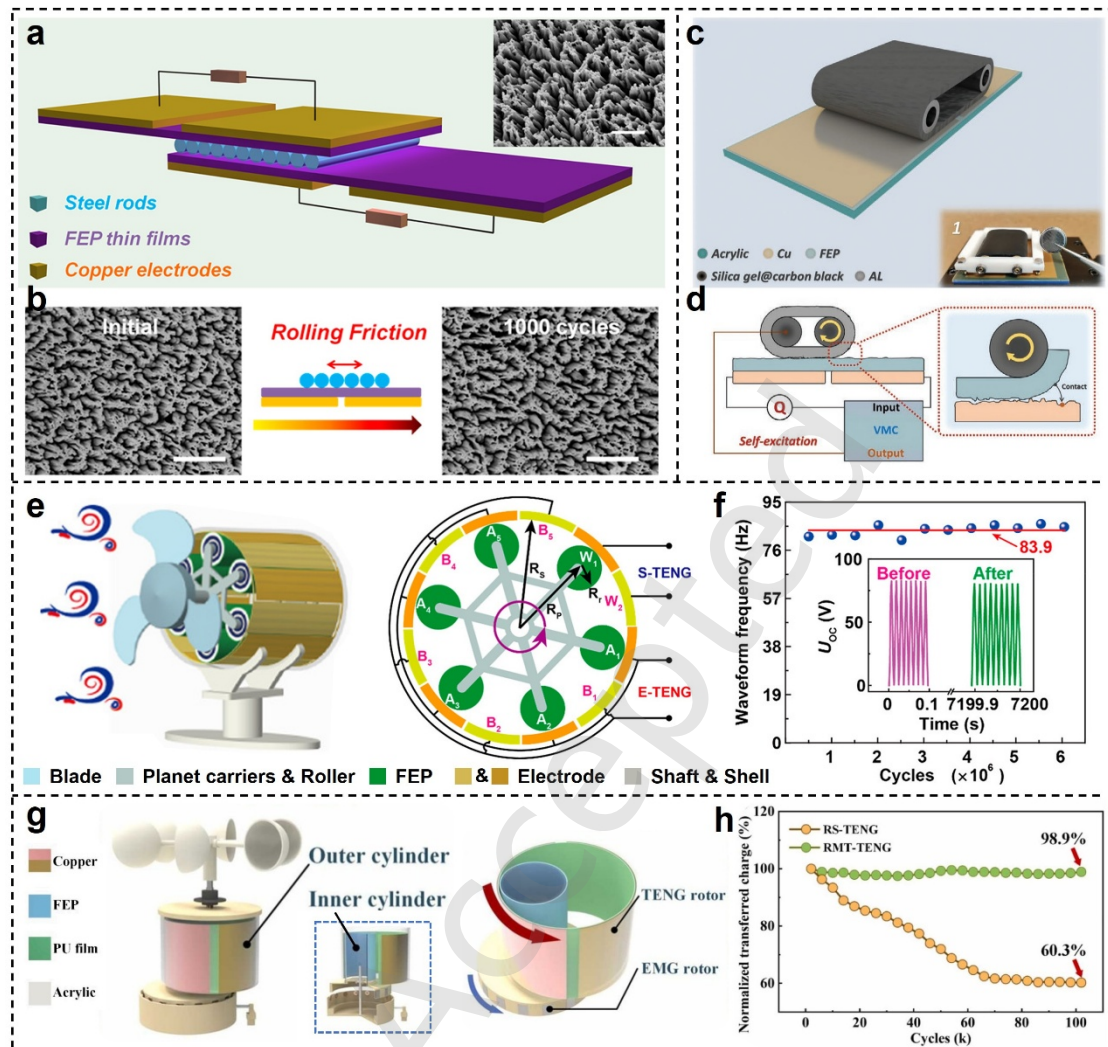 a
Steel rods
FEP thin films
Copper electrodes
b
Initial
Rolling Friction
1000 cycles
c
1
Acrylic
Cu
FEP
Silica gel@carbon black
AL
d
Q
Self-excitation
Input
VMC
Output
Contact
e
A5
B5
W1
W2
B4
RS
RP
Rr
A4
B3
A3
B2
A2
A1
B1
S-TENG
E-TENG
Blade
Planet carriers & Roller
FEP
&
Electrode
Shaft & Shell
f
Waveform frequency (Hz)
95
76
57
38
19
0
83.9
UOC (V)
100
50
0
Before
After
0
0.1
7199.9
7200
Time (s)
0
1
2
3
4
5
6
Cycles (×10⁶)
g
Copper
FEP
PU film
Acrylic
Outer cylinder
Inner cylinder
TENG rotor
EMG rotor
h
Normalized transferred charge (%)
120
100
80
60
RS-TENG
RMT-TENG
98.9%
60.3%
0
20
40
60
80
100
Cycles (k)
Accepted